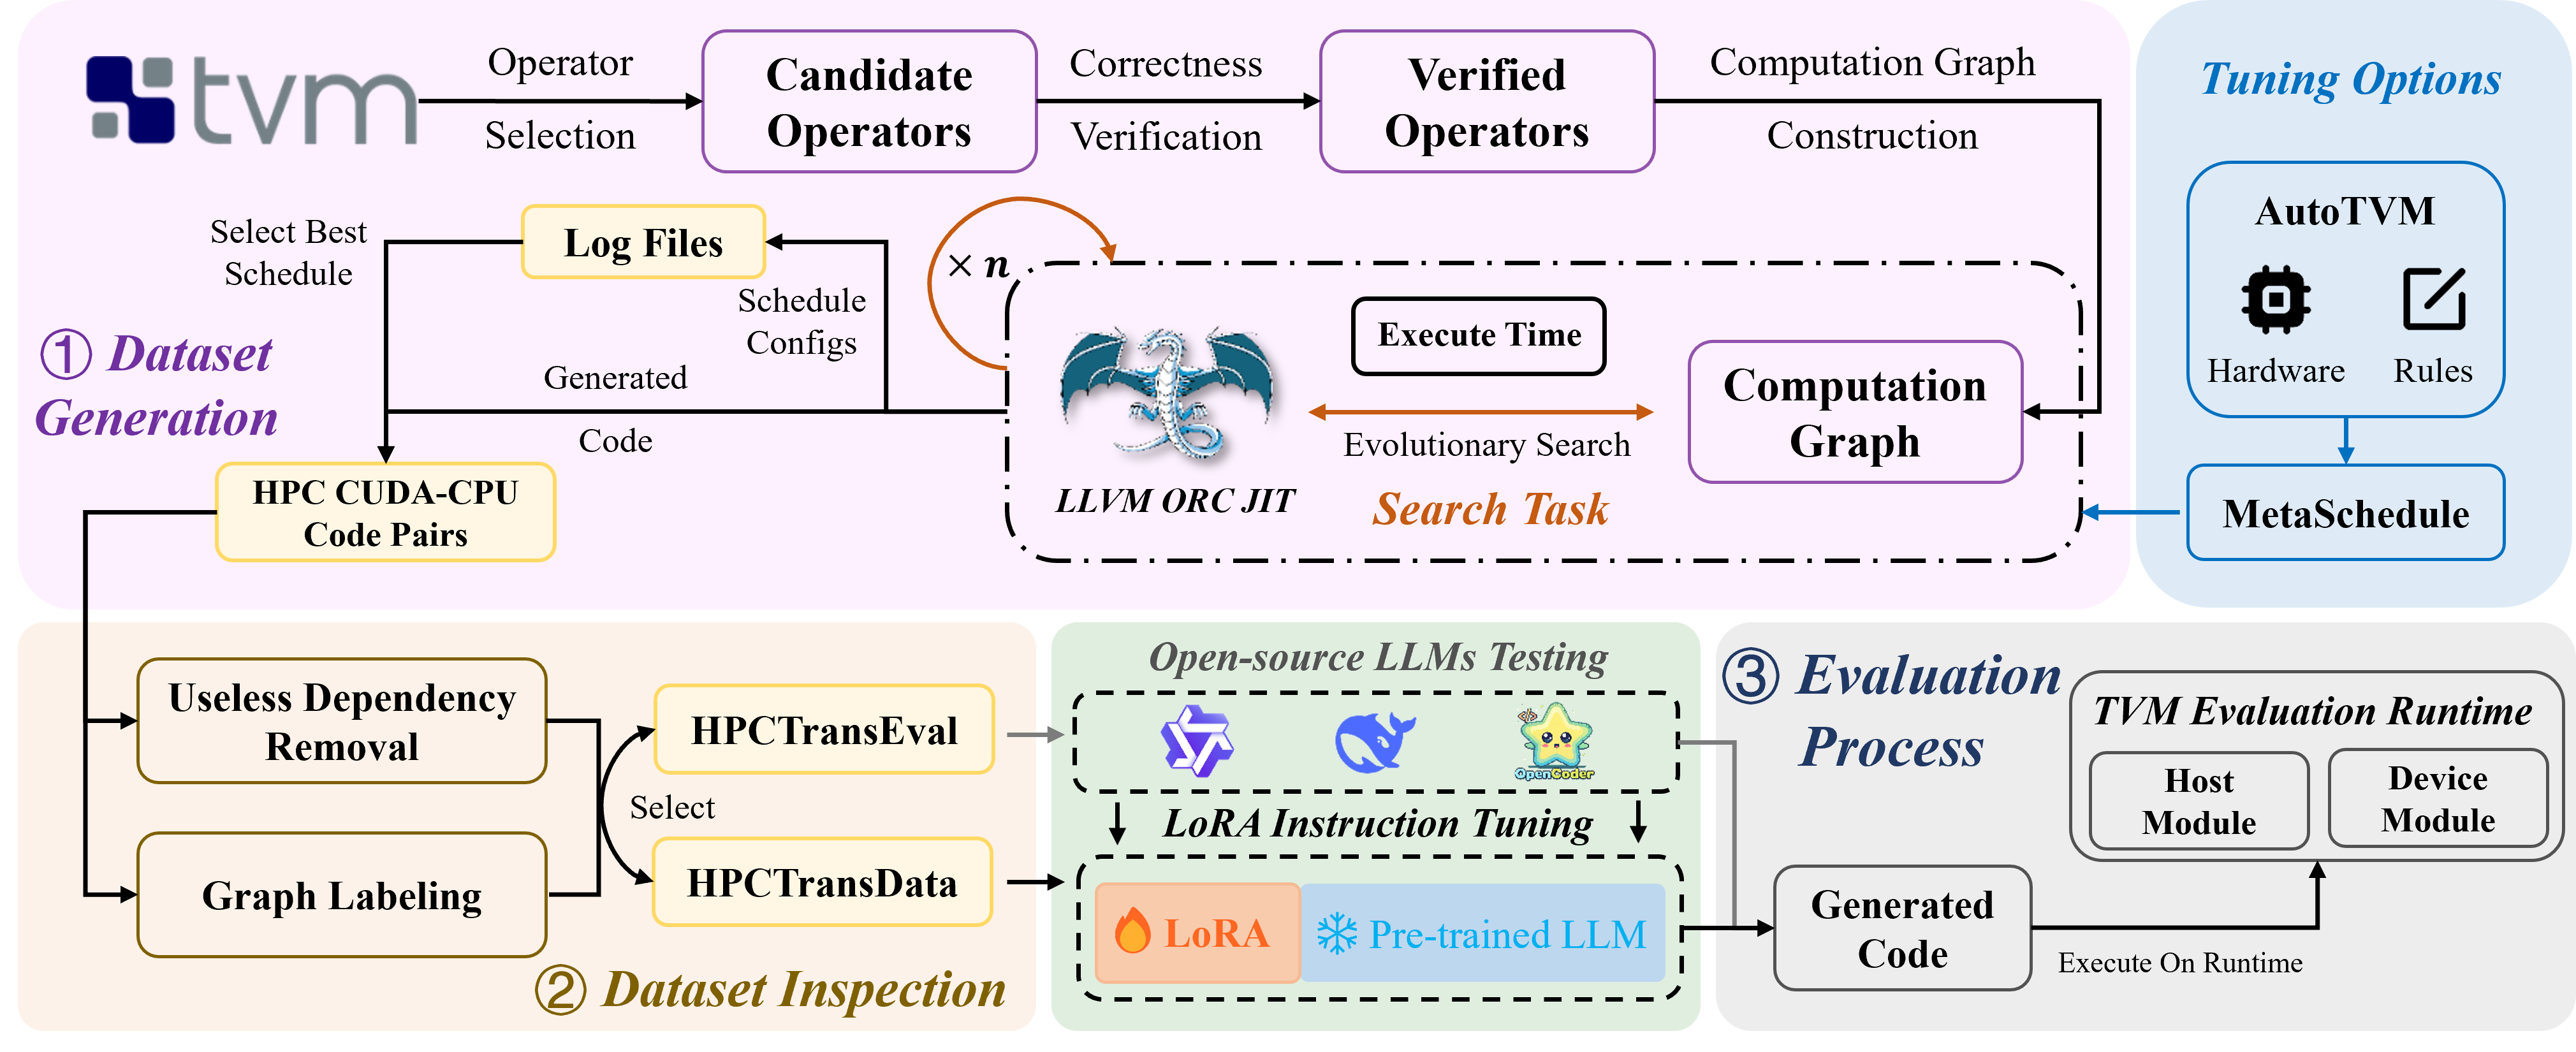 tvm
Operator
Selection
Candidate
Operators
Correctness
Verification
Verified
Operators
Computation Graph
Construction
Tuning Options
AutoTVM
Hardware
Rules
MetaSchedule
Select Best
Schedule
Log Files
Schedule
Configs
× n
① Dataset
Generation
Generated
Code
HPC CUDA-CPU
Code Pairs
LLVM ORC JIT
Execute Time
Evolutionary Search
Search Task
Computation
Graph
Useless Dependency
Removal
Graph Labeling
Select
HPCTransEval
HPCTransData
② Dataset Inspection
Open-source LLMs Testing
</>
OpenCoder
LoRA Instruction Tuning
LoRA
Pre-trained LLM
③ Evaluation
Process
TVM Evaluation Runtime
Host
Module
Device
Module
Generated
Code
Execute On Runtime